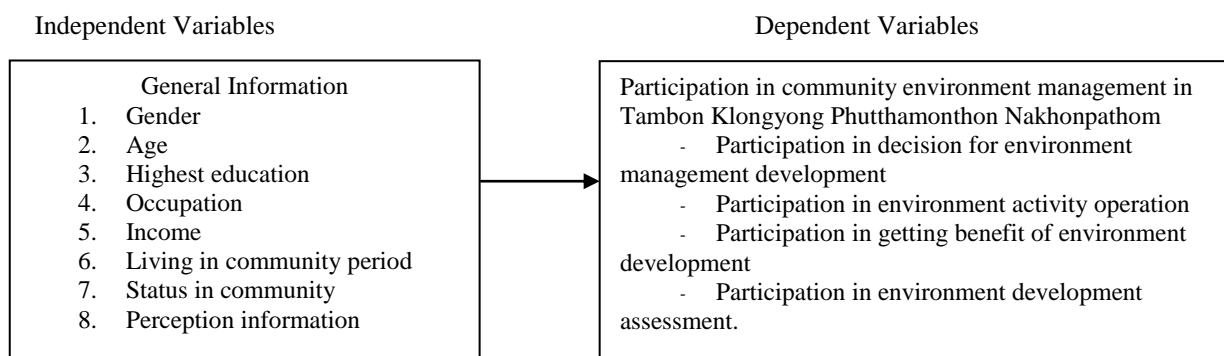 Independent Variables
Dependent Variables
General Information
1. Gender
2. Age
3. Highest education
4. Occupation
5. Income
6. Living in community period
7. Status in community
8. Perception information
Participation in community environment management in
Tambon Klongyong Phutthamonthon Nakhonpathom
- Participation in decision for environment
management development
- Participation in environment activity operation
- Participation in getting benefit of environment
development
- Participation in environment development
assessment.